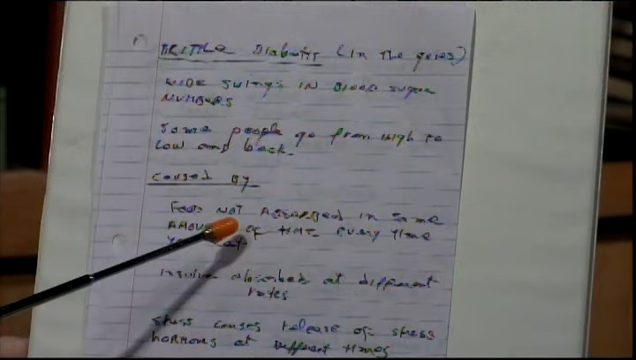 BRITTLE Diabetic (in the genes)
WIDE Swings IN Blood Sugar
NUMBERS
Some people go from High to
Low and back.
Caused By
Food NOT Absorbed in Same
AMOUNT OF TIME Every Time
Insulin absorbed at different
rates
Stress causes release of stress
HORMONS at Different times